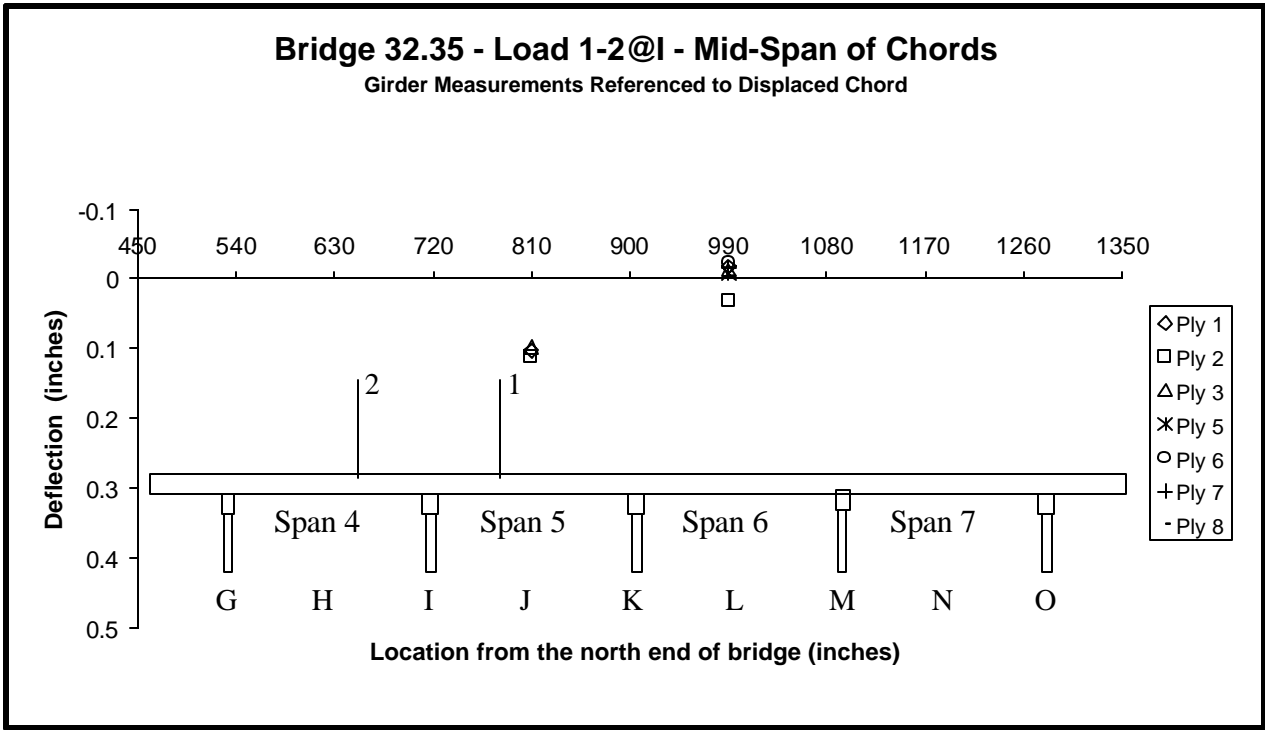 Bridge 32.35 - Load 1-2@I - Mid-Span of Chords
Girder Measurements Referenced to Displaced Chord
-0.1
450 540 630 720 810 900 990 1080 1170 1260 1350
0
0.1
0.2
0.3
0.4
0.5
Deflection (inches)
2 1
Span 4 Span 5 Span 6 Span 7
G H I J K L M N O
Location from the north end of bridge (inches)
Ply 1
Ply 2
Ply 3
Ply 5
Ply 6
Ply 7
Ply 8